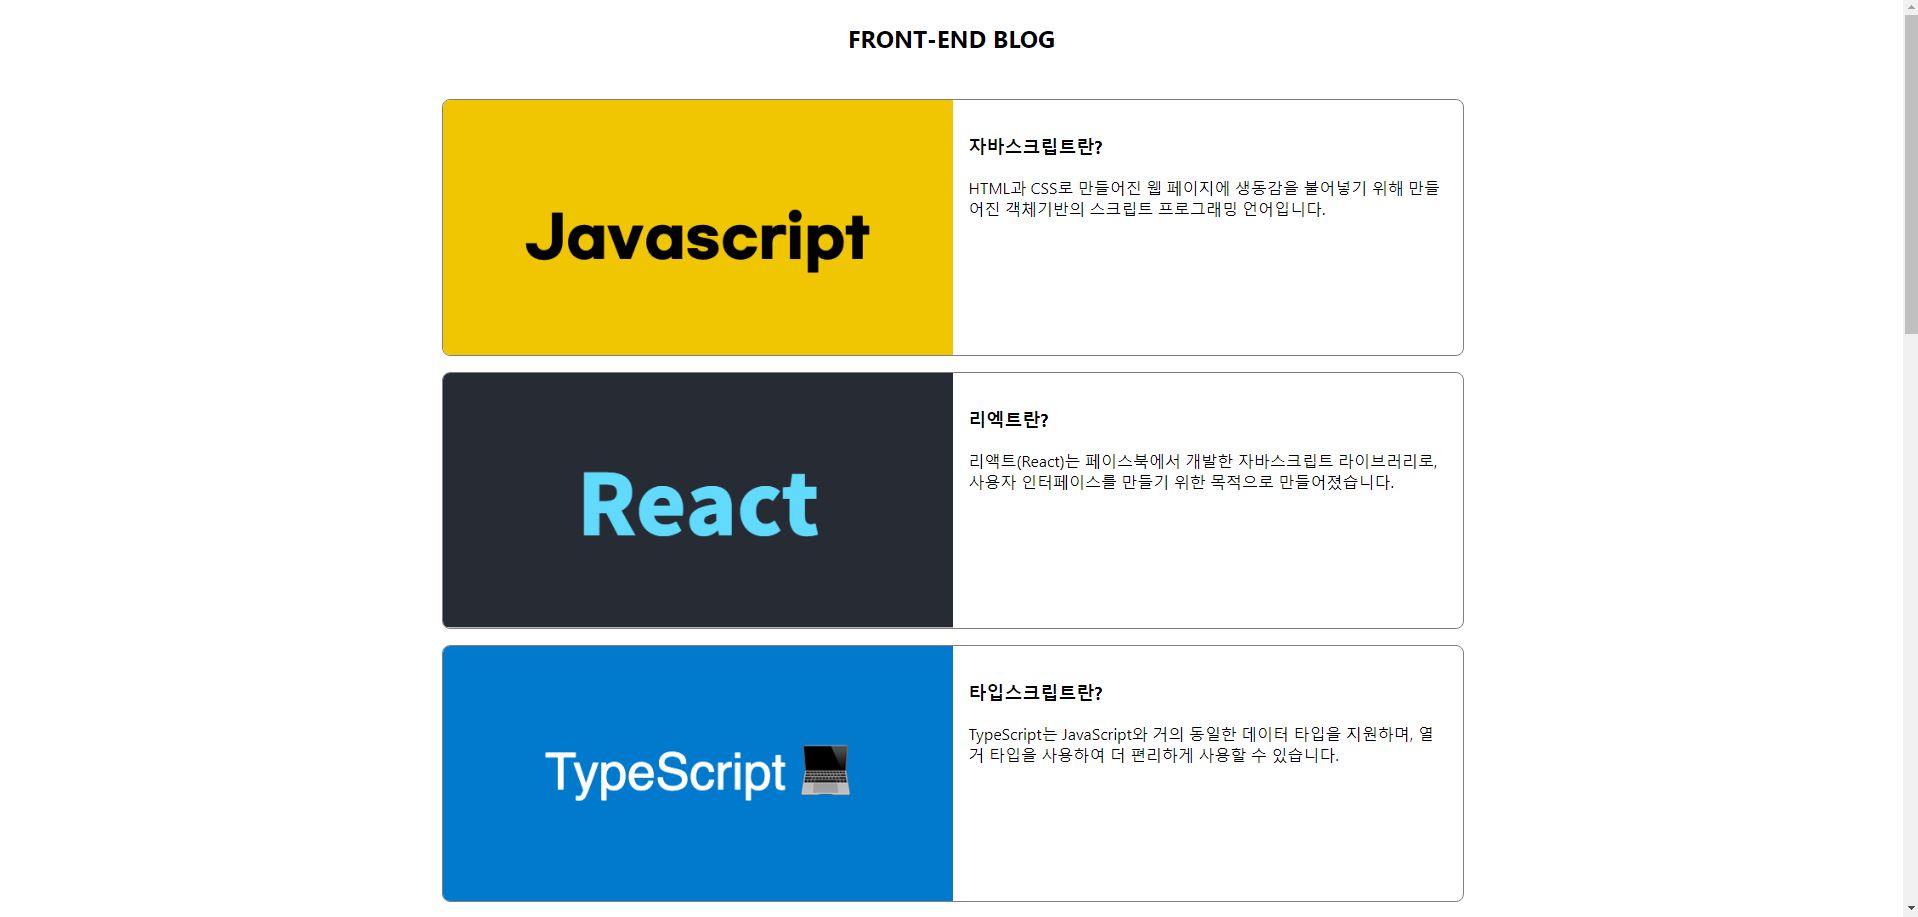 FRONT-END BLOG
Javascript
자바스크립트란?
HTML과 CSS로 만들어진 웹 페이지에 생동감을 불어넣기 위해 만들
어진 객체기반의 스크립트 프로그래밍 언어입니다.
React
리엑트란?
리액트(React)는 페이스북에서 개발한 자바스크립트 라이브러리로,
사용자 인터페이스를 만들기 위한 목적으로 만들어졌습니다.
TypeScript 💻
타입스크립트란?
TypeScript는 JavaScript와 거의 동일한 데이터 타입을 지원하며, 열
거 타입을 사용하여 더 편리하게 사용할 수 있습니다.